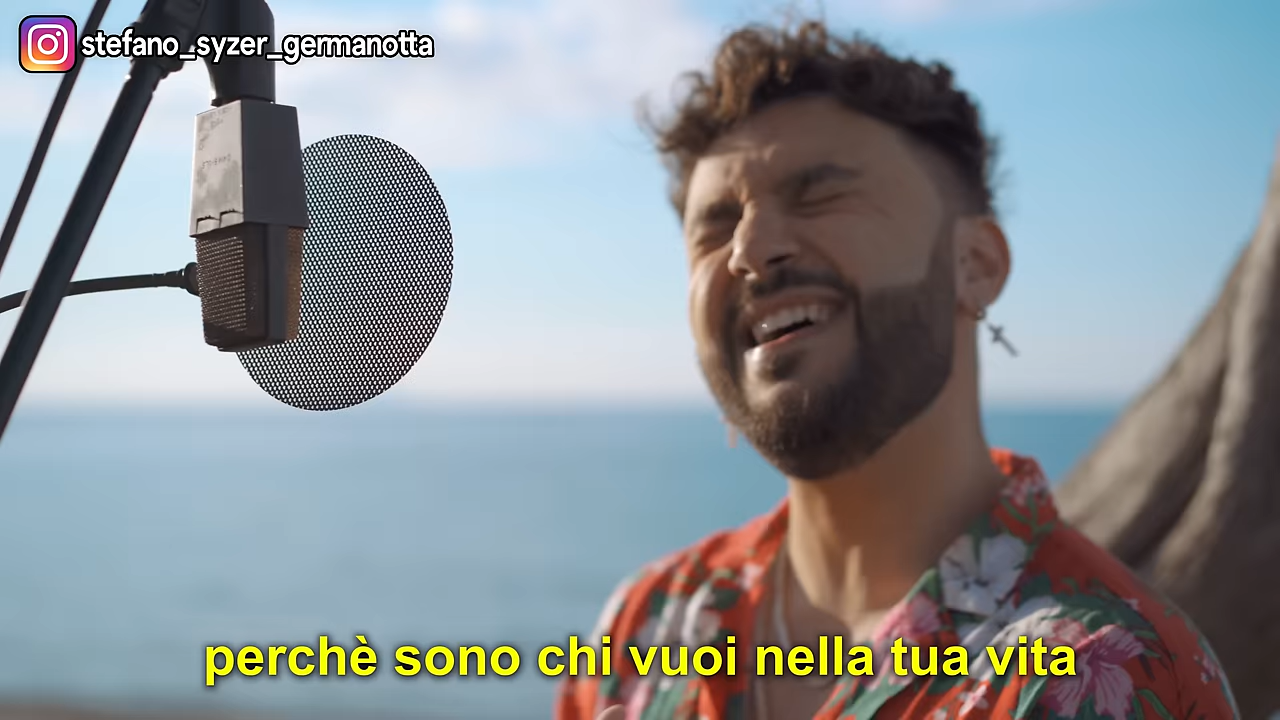 stefano_syzer_germanotta
perchè sono chi vuoi nella tua vita